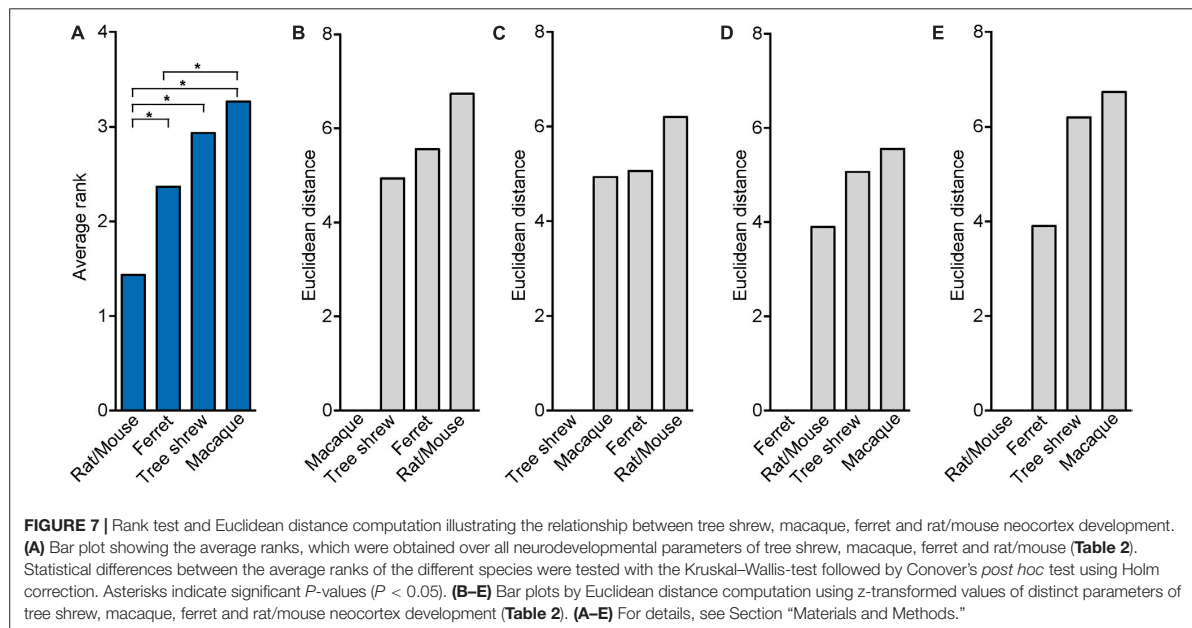 A
4
3
2
1
0
Average rank
*
*
*
*
Rat/Mouse
Ferret
Tree shrew
Macaque
B
8
6
4
2
0
Euclidean distance
Macaque
Tree shrew
Ferret
Rat/Mouse
C
8
6
4
2
0
Euclidean distance
Tree shrew
Macaque
Ferret
Rat/Mouse
D
8
6
4
2
0
Euclidean distance
Ferret
Rat/Mouse
Tree shrew
Macaque
E
8
6
4
2
0
Euclidean distance
Rat/Mouse
Ferret
Tree shrew
Macaque
FIGURE 7 | Rank test and Euclidean distance computation illustrating the relationship between tree shrew, macaque, ferret and rat/mouse neocortex development.
(A) Bar plot showing the average ranks, which were obtained over all neurodevelopmental parameters of tree shrew, macaque, ferret and rat/mouse (Table 2).
Statistical differences between the average ranks of the different species were tested with the Kruskal–Wallis-test followed by Conover's post hoc test using Holm
correction. Asterisks indicate significant P-values (P < 0.05). (B–E) Bar plots by Euclidean distance computation using z-transformed values of distinct parameters of
tree shrew, macaque, ferret and rat/mouse neocortex development (Table 2). (A–E) For details, see Section “Materials and Methods.”